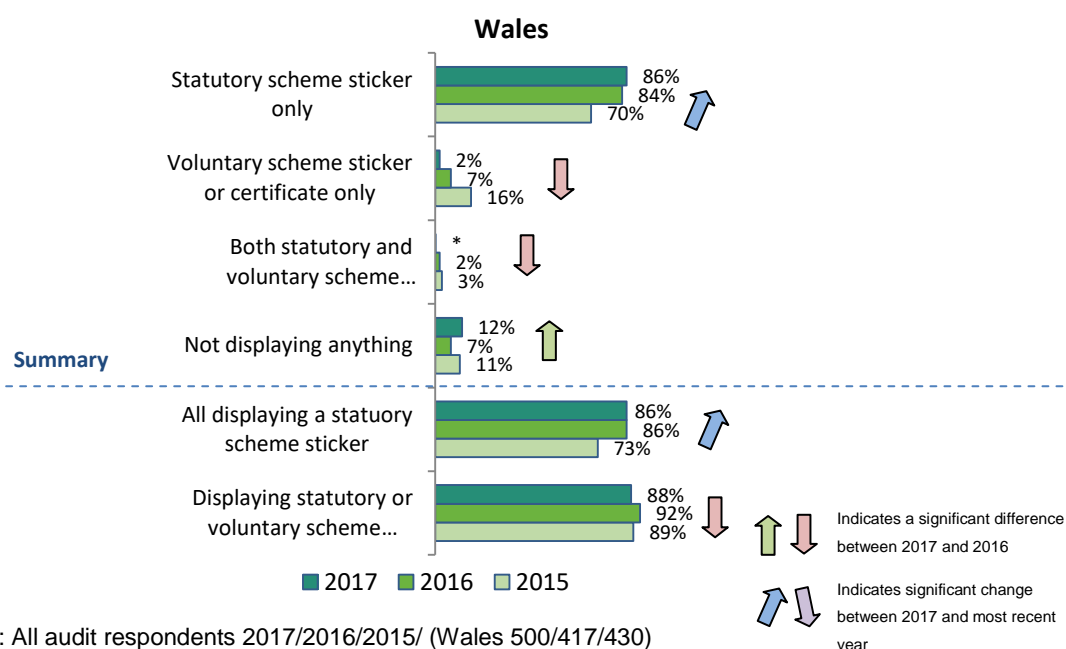 Wales
Statutory scheme sticker
only
86%
84%
70%
Voluntary scheme sticker
or certificate only
2%
7%
16%
Both statutory and
voluntary scheme…
*
2%
3%
Not displaying anything
12%
7%
11%
Summary
All displaying a statuory
scheme sticker
86%
86%
73%
Displaying statutory or
voluntary scheme…
88%
92%
89%
2017 2016 2015
Indicates a significant difference
between 2017 and 2016
Indicates significant change
between 2017 and most recent
year
: All audit respondents 2017/2016/2015/ (Wales 500/417/430)